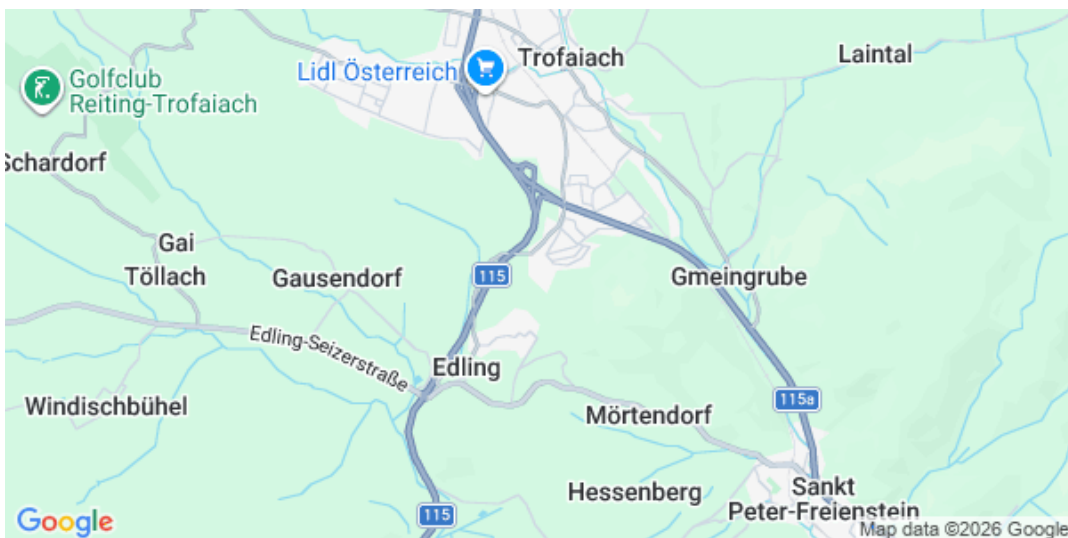 Trofaiach
Laintal
Lidl Österreich
Golfclub
Reiting-Trofaiach
Schardorf
Gai
Töllach
Gausendorf
115
Gmeingrube
Edling-Seizerstraße
Edling
Windischbühel
Mörtendorf
115a
Hessenberg
Sankt
Peter-Freienstein
115
Google
Map data ©2026 Google